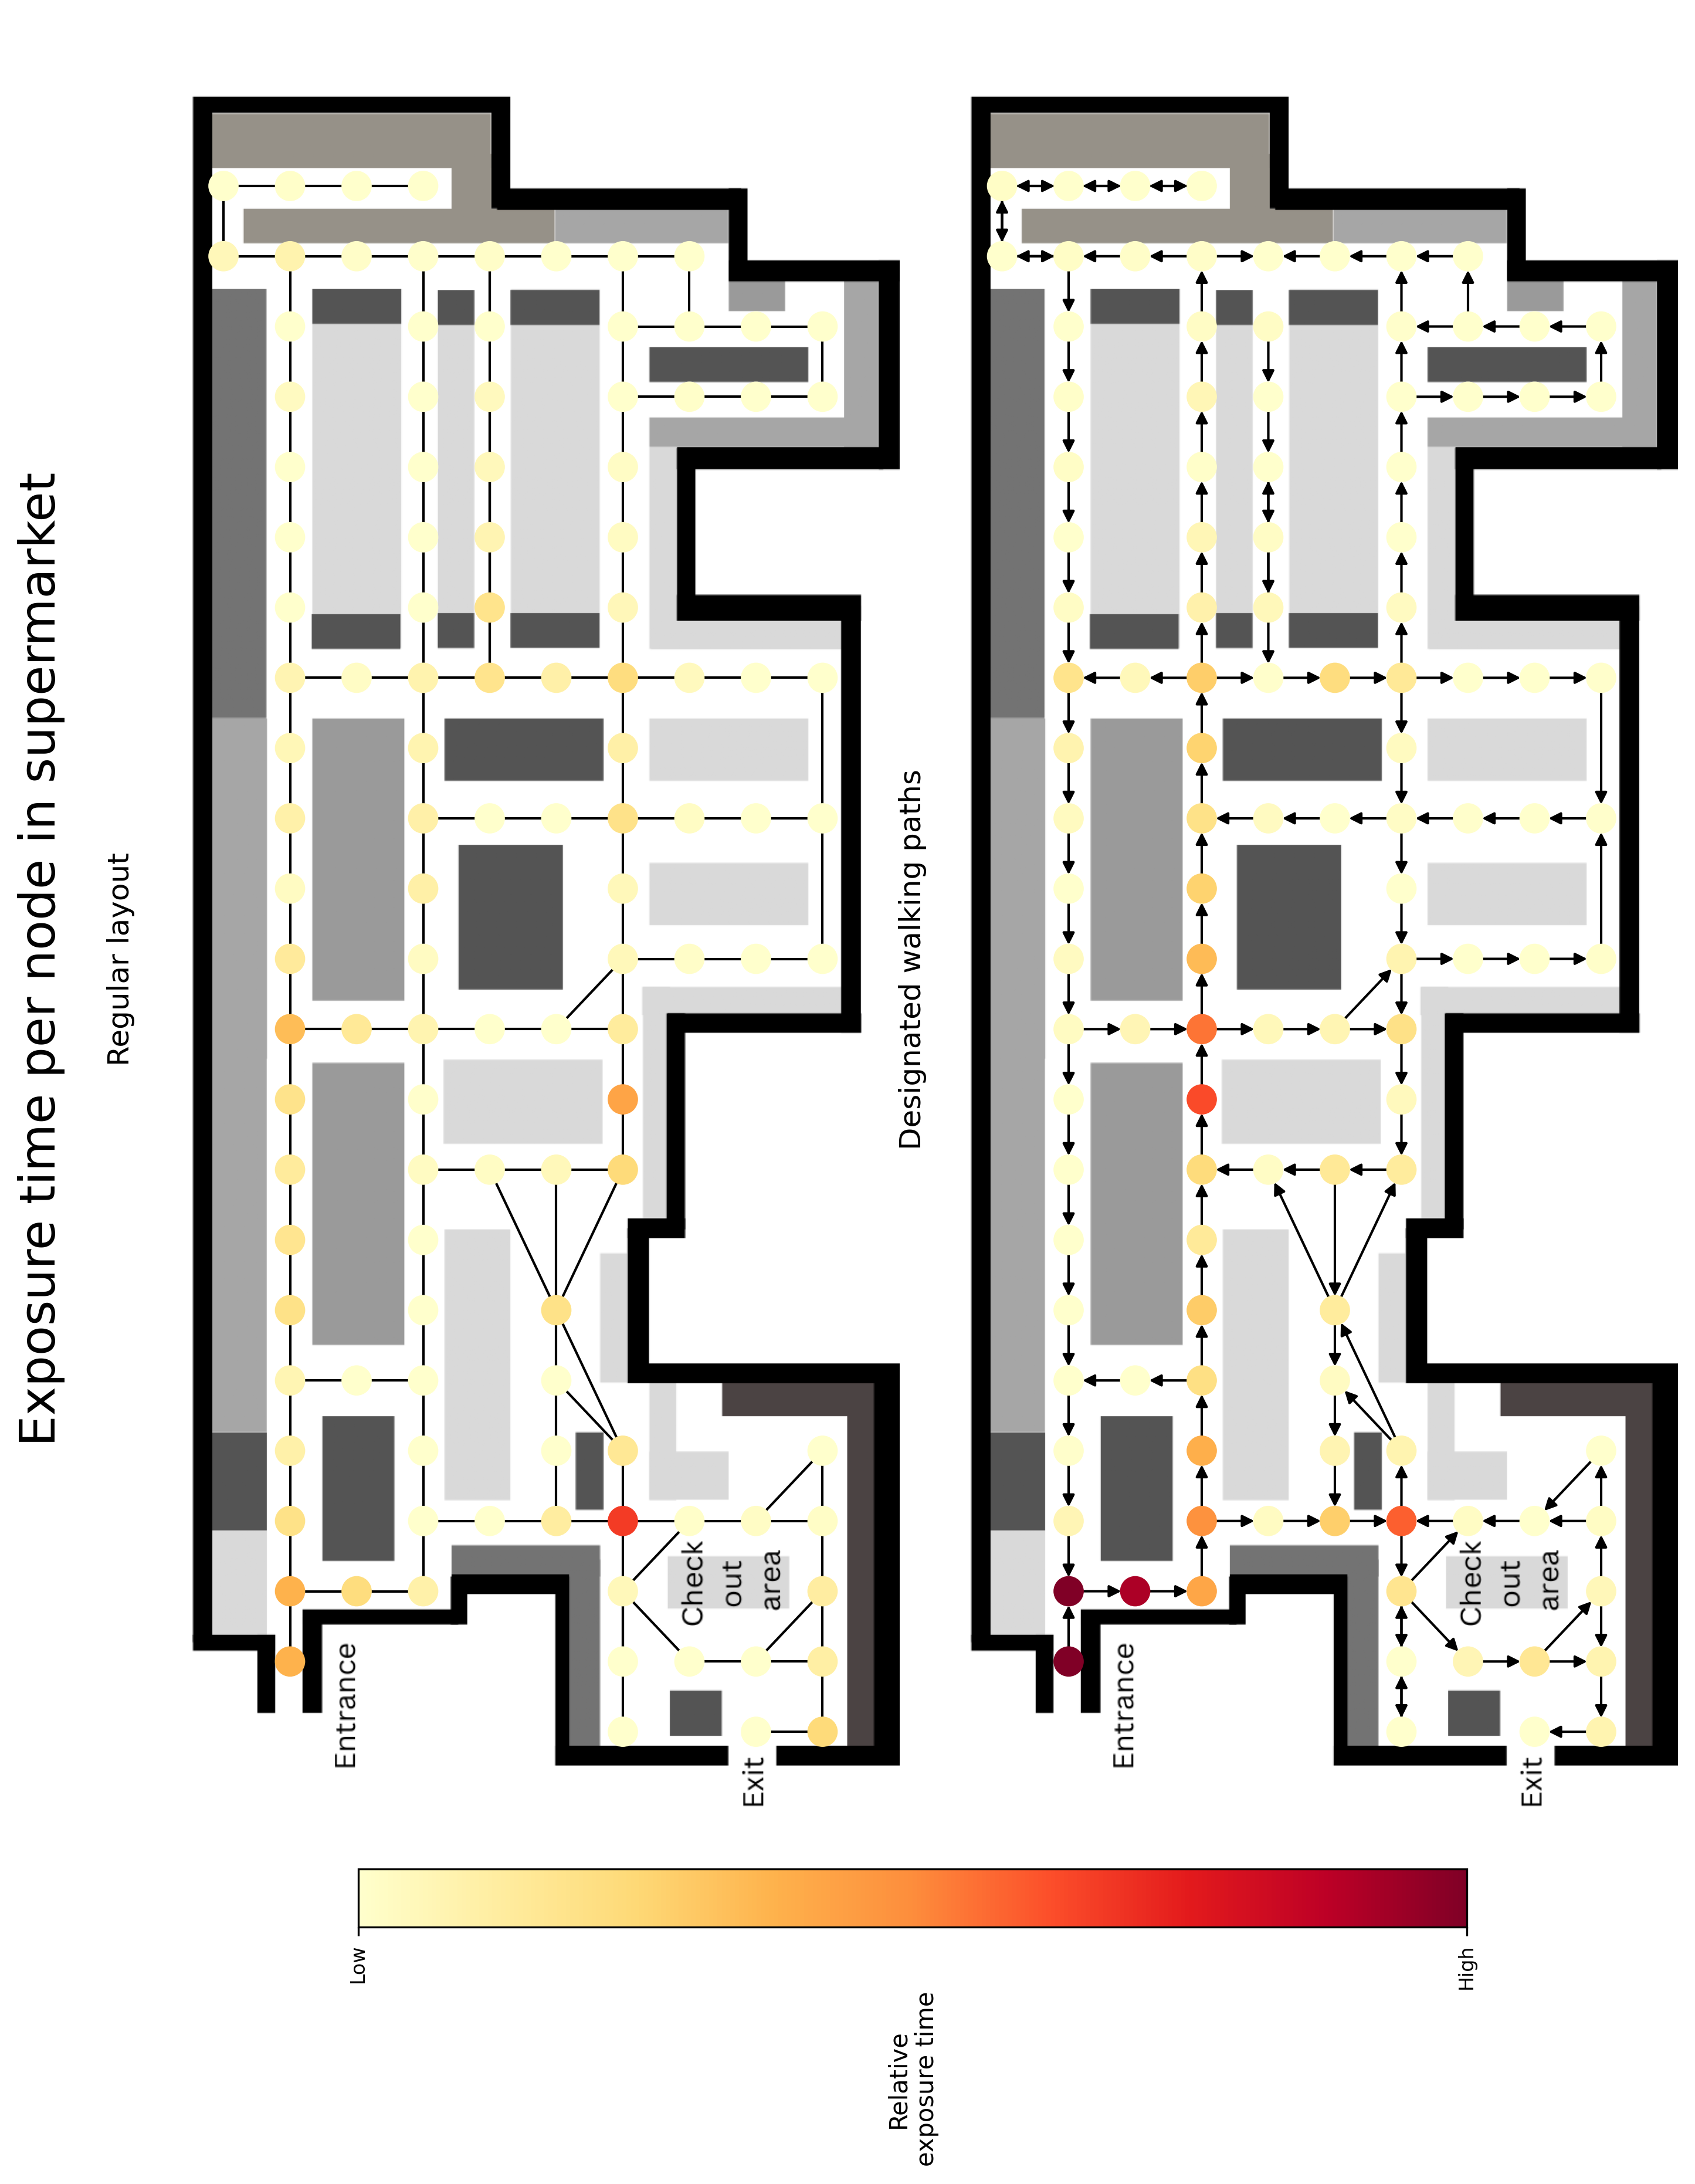 Exposure time per node in supermarket
Regular layout
Entrance
Check
out
area
Exit
Designated walking paths
Entrance
Check
out
area
Exit
Low
High
Relative
exposure time